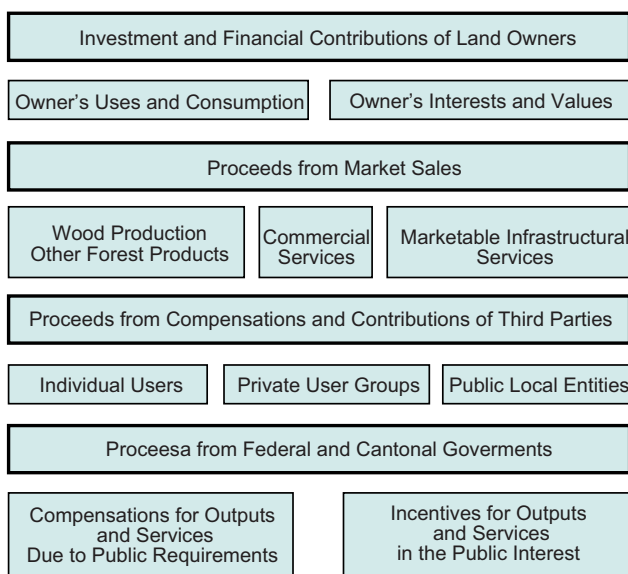 Investment and Financial Contributions of Land Owners
Owner's Uses and Consumption
Owner's Interests and Values
Proceeds from Market Sales
Wood Production
Other Forest Products
Commercial
Services
Marketable Infrastructural
Services
Proceeds from Compensations and Contributions of Third Parties
Individual Users
Private User Groups
Public Local Entities
Proceesa from Federal and Cantonal Goverments
Compensations for Outputs
and Services
Due to Public Requirements
Incentives for Outputs
and Services
in the Public Interest